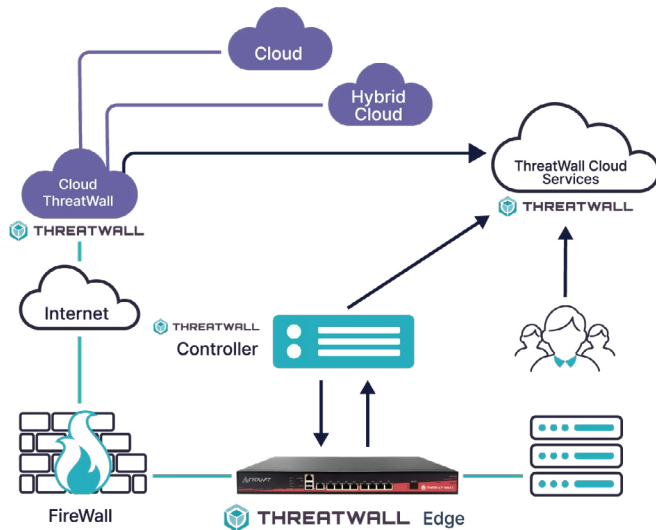 Cloud
Hybrid
Cloud
Cloud
ThreatWall
THREATWALL
ThreatWall Cloud
Services
THREATWALL
Internet
THREATWALL
Controller
FireWall
THREATWALL Edge